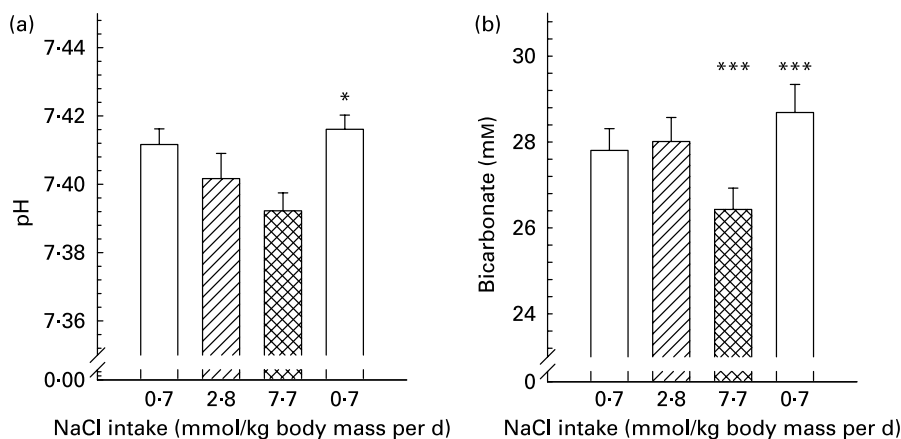 (a)
pH
7·44
7·42
7·40
7·38
7·36
0·00
*
0·7 2·8 7·7 0·7
NaCl intake (mmol/kg body mass per d)
(b)
Bicarbonate (mM)
30
28
26
24
0
*** ***
0·7 2·8 7·7 0·7
NaCl intake (mmol/kg body mass per d)